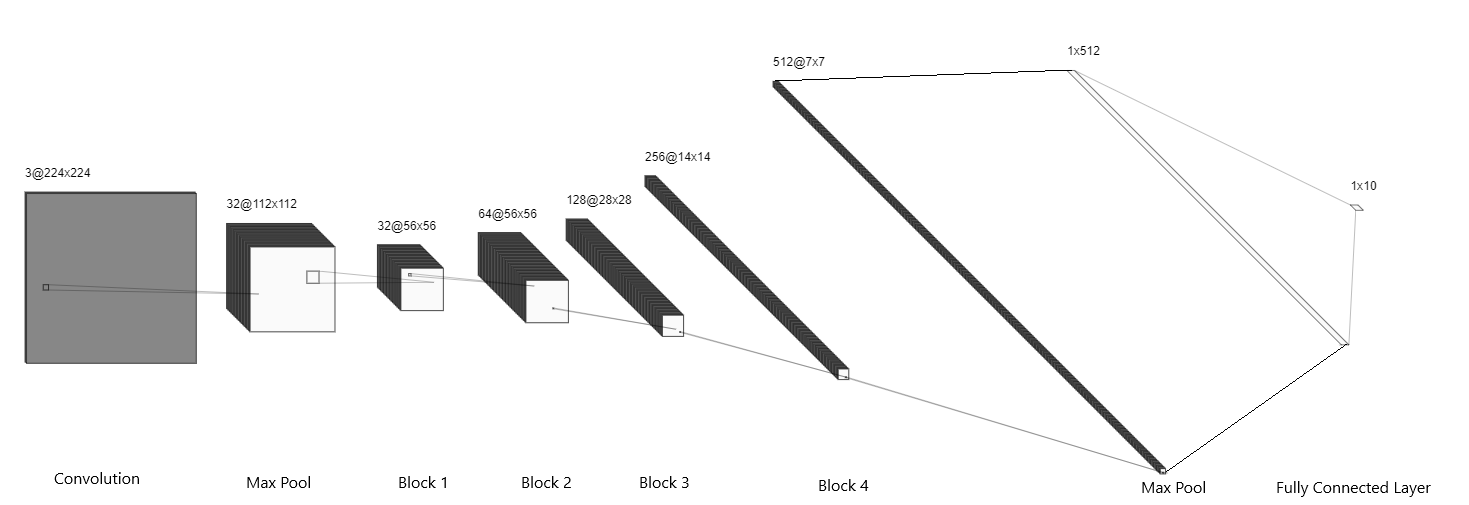 3@224x224
32@112x112
32@56x56
64@56x56
128@28x28
256@14x14
512@7x7
1x512
1x10
Convolution
Max Pool
Block 1
Block 2
Block 3
Block 4
Max Pool
Fully Connected Layer